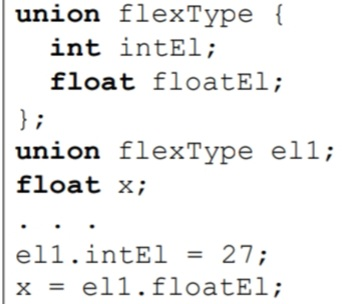 union flexType {
  int intEl;
  float floatEl;
};
union flexType el1;
float x;
. . .
el1.intEl = 27;
x = el1.floatEl;